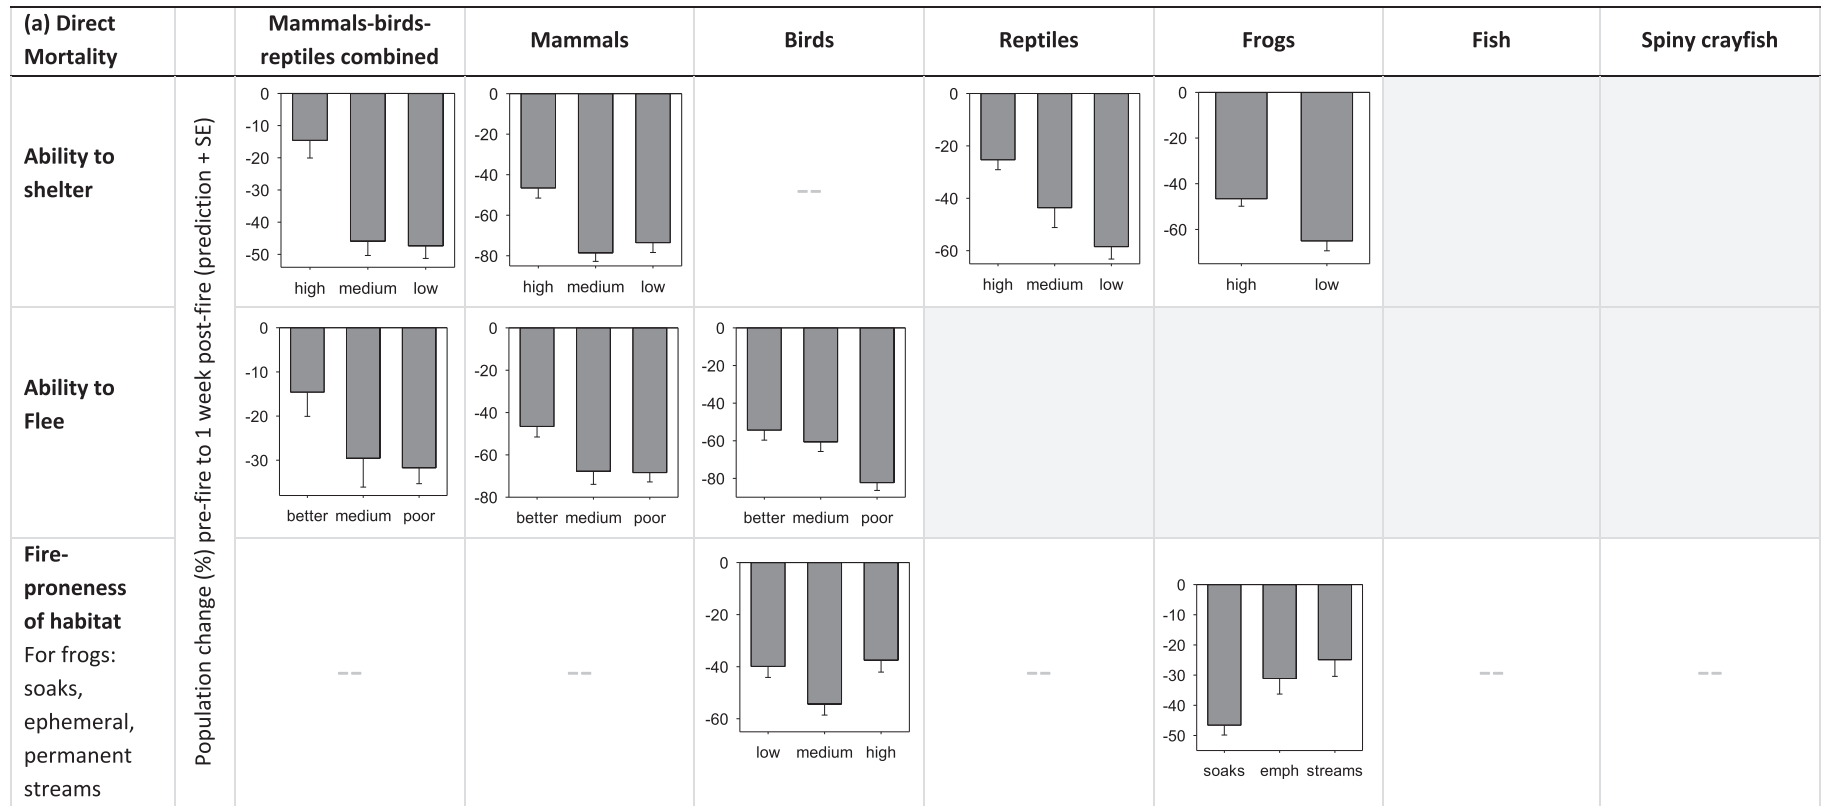 (a) Direct
Mortality
Mammals-birds-
reptiles combined
Mammals
Birds
Reptiles
Frogs
Fish
Spiny crayfish
Population change (%) pre-fire to 1 week post-fire (prediction + SE)
Ability to
shelter
0
-10
-20
-30
-40
-50
high medium low
0
-20
-40
-60
-80
high medium low
--
0
-20
-40
-60
high medium low
0
-20
-40
-60
high low
Ability to
Flee
0
-10
-20
-30
better medium poor
0
-20
-40
-60
-80
better medium poor
0
-20
-40
-60
-80
better medium poor
Fire-
proneness
of habitat
For frogs:
soaks,
ephemeral,
permanent
streams
--
--
0
-20
-40
-60
low medium high
--
0
-10
-20
-30
-40
-50
soaks emph streams
--
--